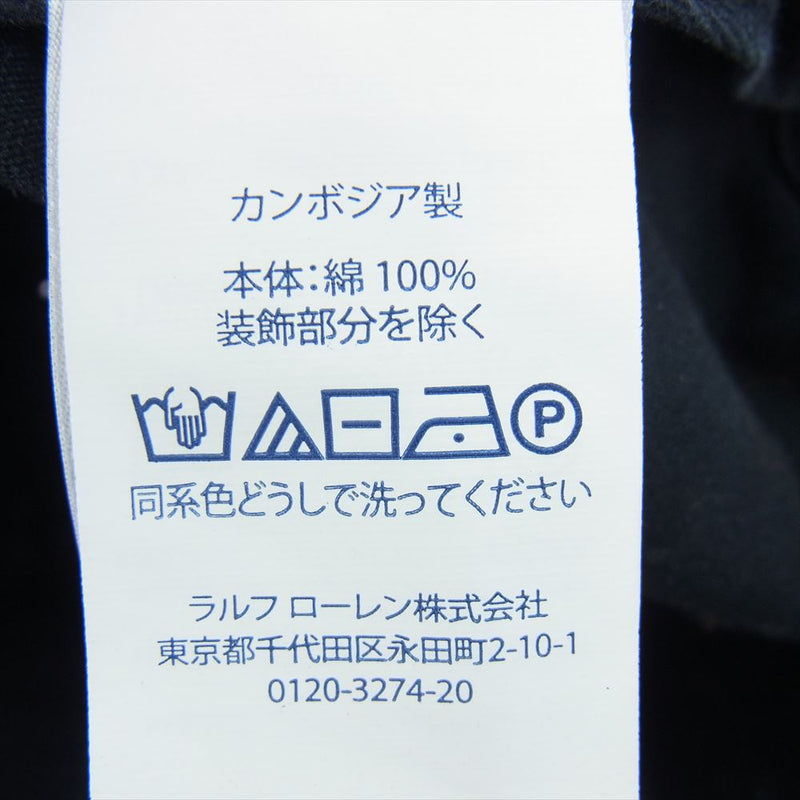 カンボジア製
本体：綿 100%
装飾部分を除く
P
同系色どうしで洗ってください
ラルフ ローレン株式会社
東京都千代田区永田町2-10-1
0120-3274-20